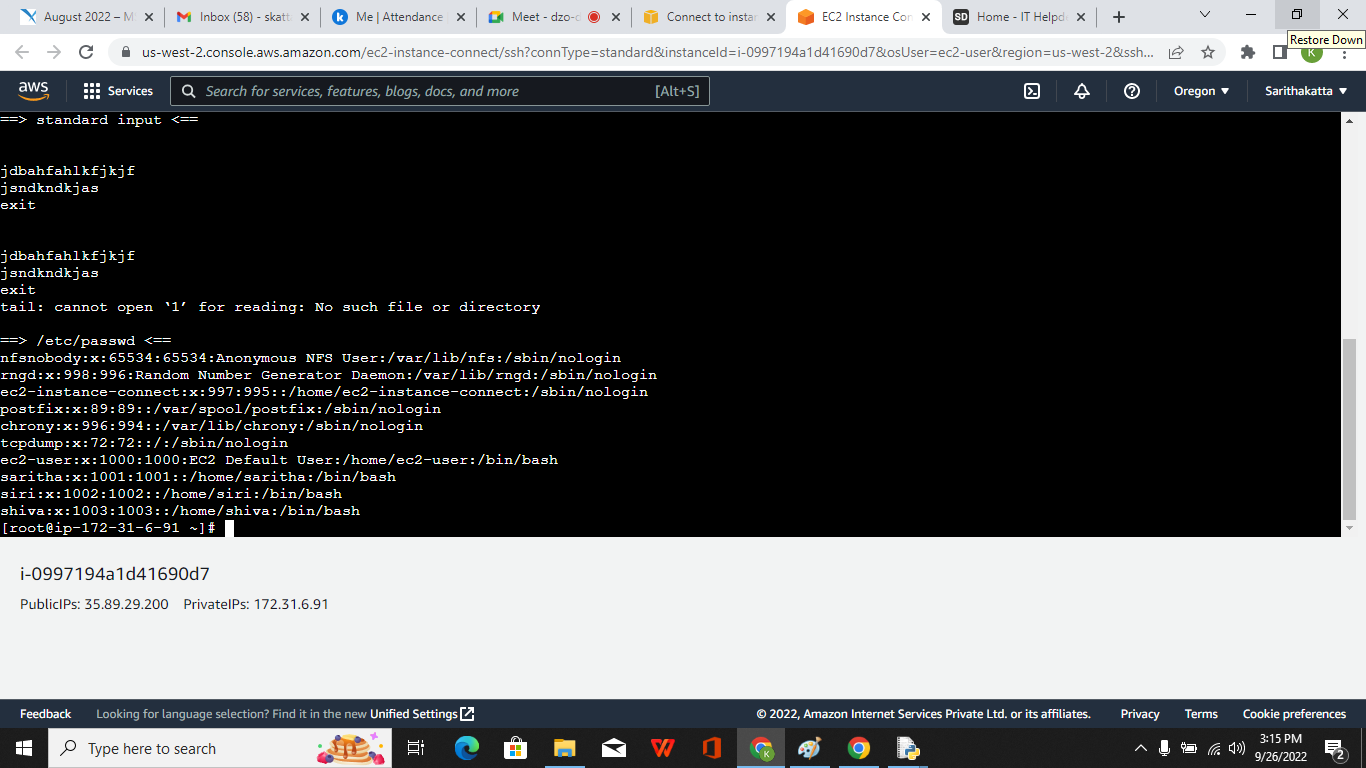 August 2022 – M
Inbox (58) - skatt
Me | Attendance
Meet - dzo-d
Connect to instan
EC2 Instance Con
SD Home - IT Helpde
Restore Down
us-west-2.console.aws.amazon.com/ec2-instance-connect/ssh?connType=standard&instanceId=i-0997194a1d41690d7&osUser=ec2-user&region=us-west-2&ssh...
K
aws
Services
Search for services, features, blogs, docs, and more
[Alt+S]
Oregon
Sarithakatta
==> standard input <==
jdbahfahlkfjkjf
jsndkndkjas
exit
jdbahfahlkfjkjf
jsndkndkjas
exit
tail: cannot open ‘1’ for reading: No such file or directory
==> /etc/passwd <==
nfsnobody:x:65534:65534:Anonymous NFS User:/var/lib/nfs:/sbin/nologin
rngd:x:998:996:Random Number Generator Daemon:/var/lib/rngd:/sbin/nologin
ec2-instance-connect:x:997:995::/home/ec2-instance-connect:/sbin/nologin
postfix:x:89:89::/var/spool/postfix:/sbin/nologin
chrony:x:996:994::/var/lib/chrony:/sbin/nologin
tcpdump:x:72:72::/:/sbin/nologin
ec2-user:x:1000:1000:EC2 Default User:/home/ec2-user:/bin/bash
saritha:x:1001:1001::/home/saritha:/bin/bash
siri:x:1002:1002::/home/siri:/bin/bash
shiva:x:1003:1003::/home/shiva:/bin/bash
[root@ip-172-31-6-91 ~]#
i-0997194a1d41690d7
PublicIPs: 35.89.29.200 PrivateIPs: 172.31.6.91
Feedback
Looking for language selection? Find it in the new Unified Settings
© 2022, Amazon Internet Services Private Ltd. or its affiliates.
Privacy
Terms
Cookie preferences
Type here to search
3:15 PM
9/26/2022
2